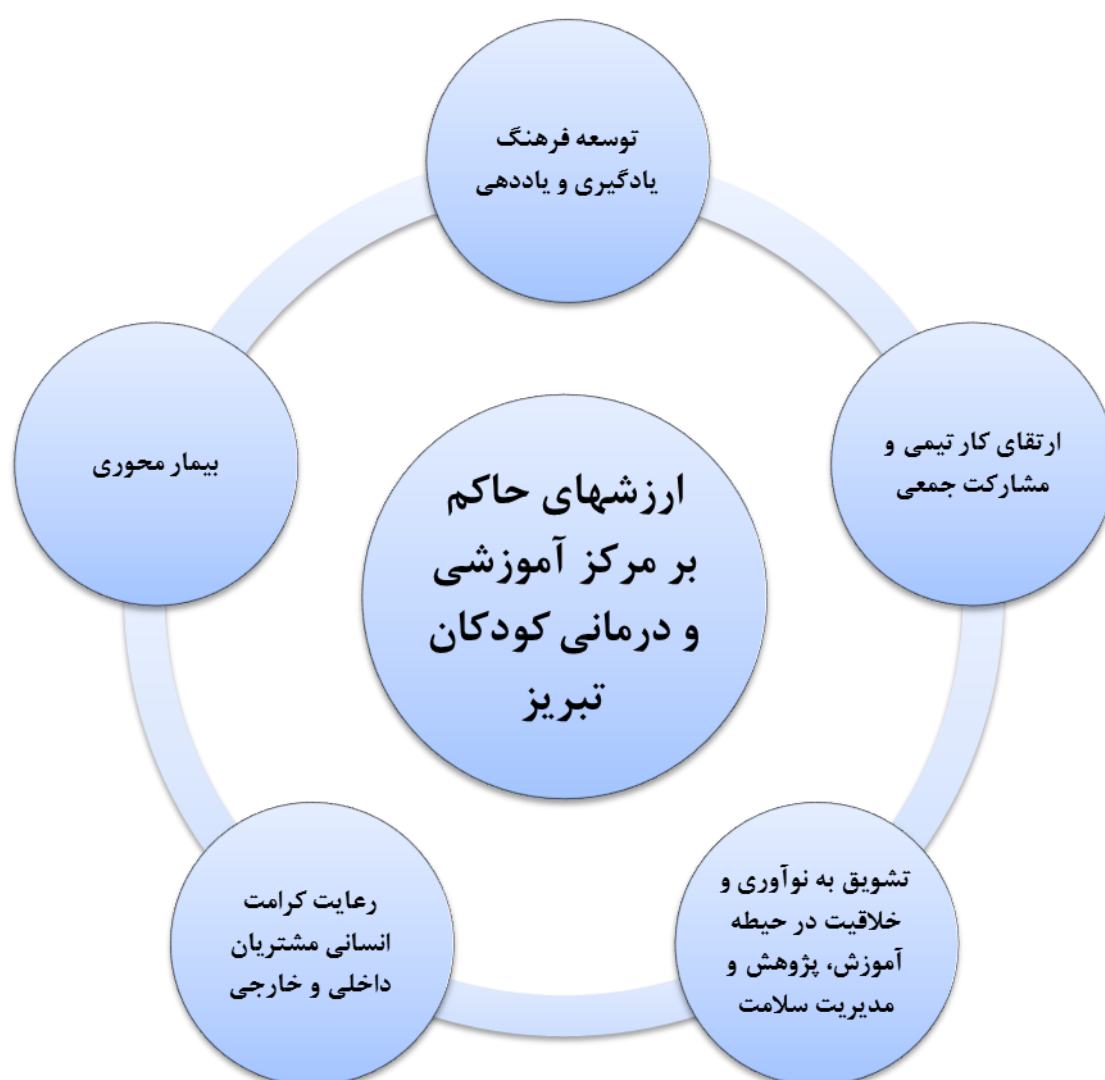 توسعه فرهنگ
یادگیری و یاددهی
ارتقای کار تیمی و
مشارکت جمعی
بیمار محوری
ارزشهای حاکم
بر مرکز آموزشی
و درمانی کودکان
تبریز
تشویق به نوآوری و
خلاقیت در حیطه
آموزش، پژوهش و
مدیریت سلامت
رعایت کرامت
انسانی مشتریان
داخلی و خارجی